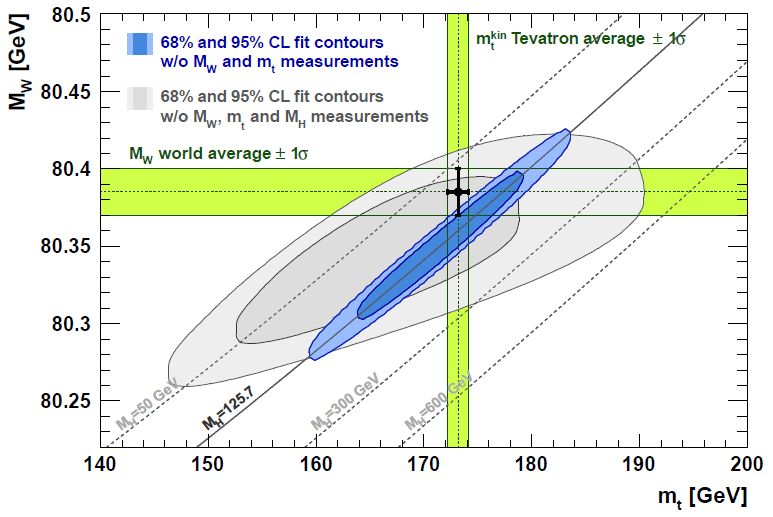 80.5
80.45
80.4
80.35
80.3
80.25
M_W [GeV]
68% and 95% CL fit contours
w/o M_W and m_t measurements
68% and 95% CL fit contours
w/o M_W, m_t and M_H measurements
m_t^kin Tevatron average ± 1σ
M_W world average ± 1σ
M_H=50 GeV
M_H=125.7
M_H=300 GeV
M_H=600 GeV
140 150 160 170 180 190 200
m_t [GeV]